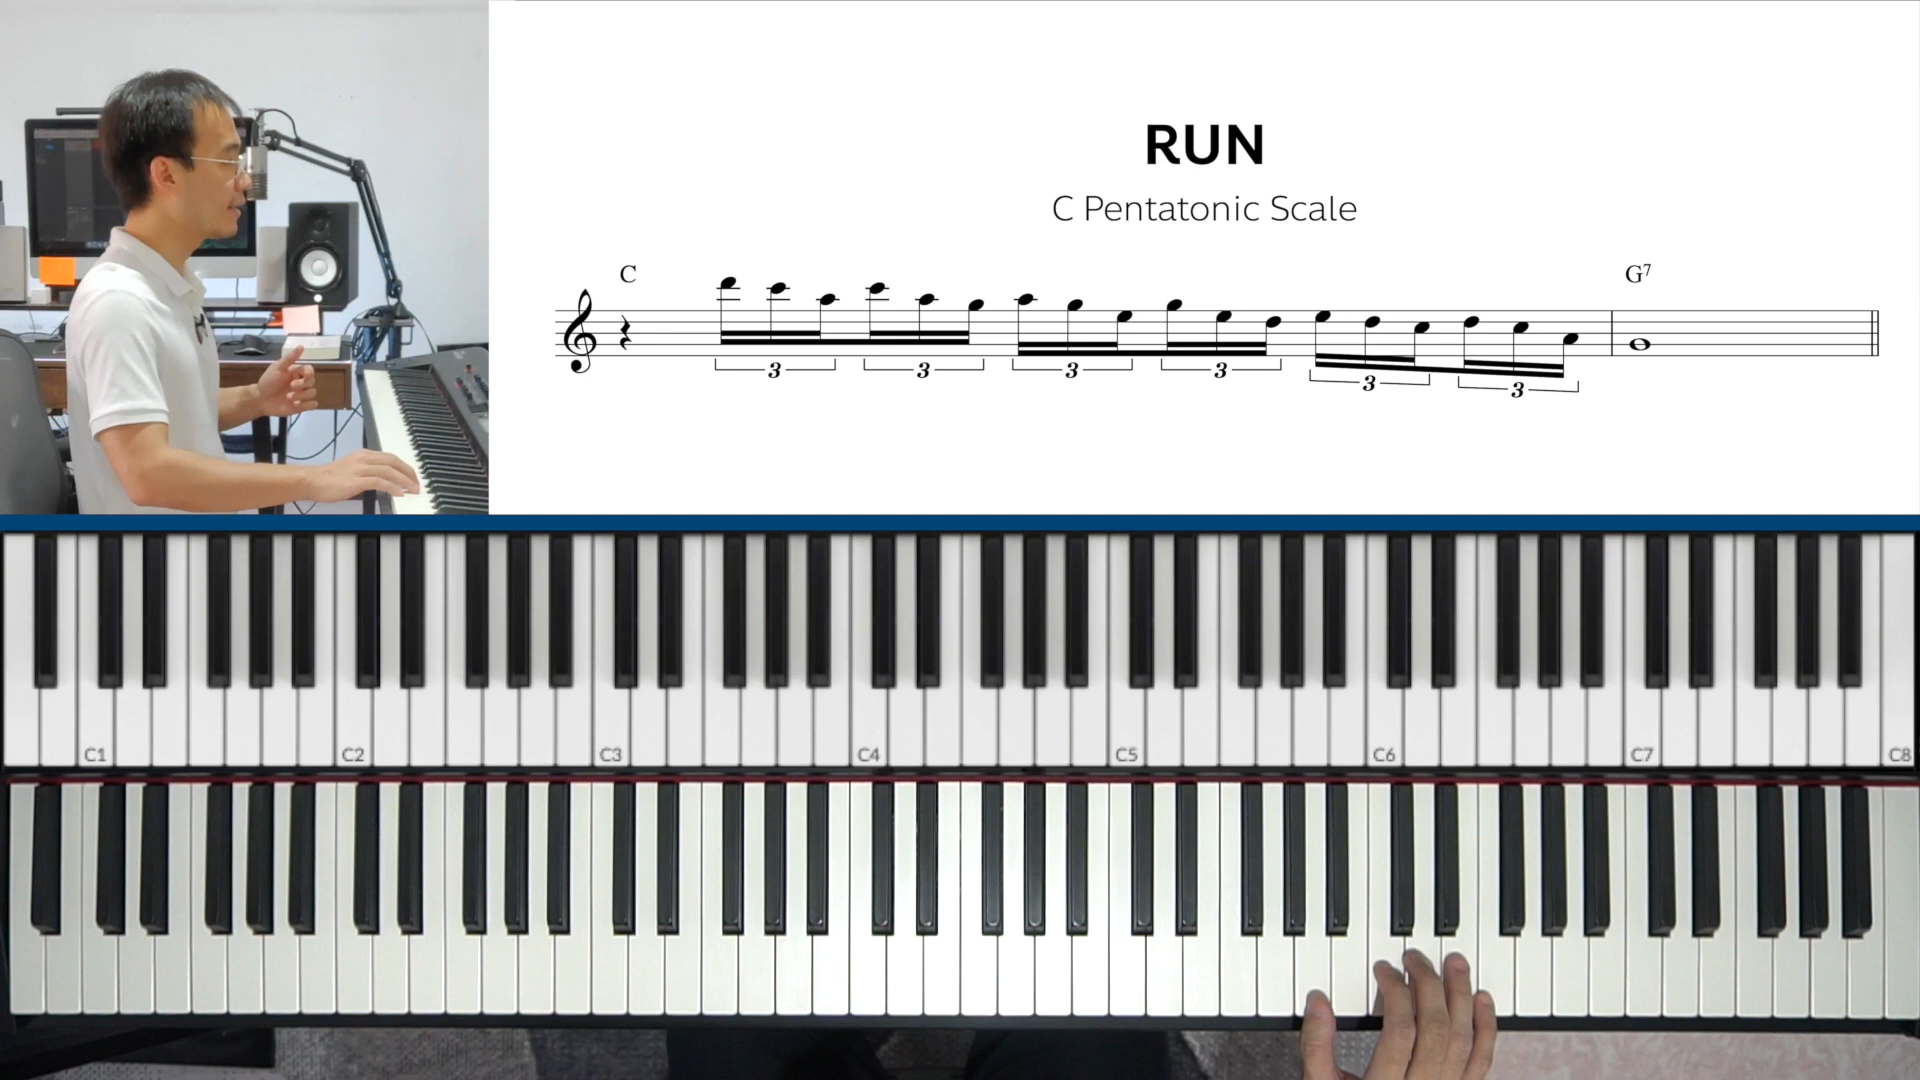 RUN
C Pentatonic Scale
C G7
3 3 3 3 3 3
C1 C2 C3 C4 C5 C6 C7 C8